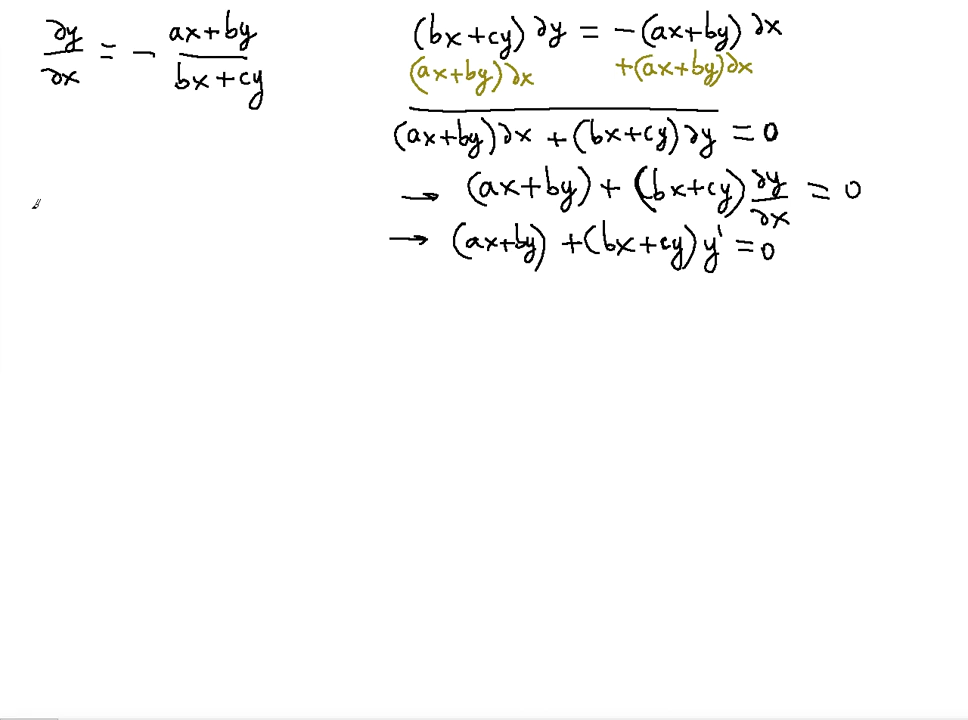 ∂y/∂x = - (ax+by)/(bx+cy)
(bx+cy) ∂y = -(ax+by) ∂x
(ax+by)∂x +(ax+by)∂x
(ax+by)∂x + (bx+cy)∂y = 0
→ (ax+by) + (bx+cy) ∂y/∂x = 0
→ (ax+by) + (bx+cy) y' = 0